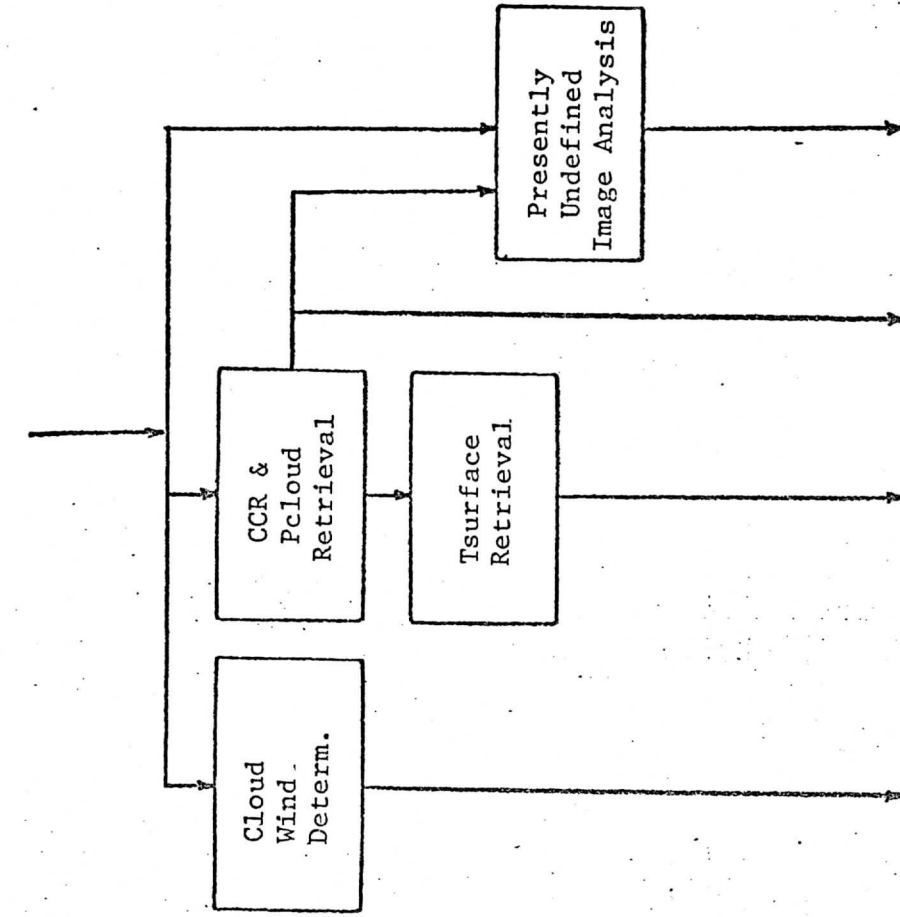 Cloud
Wind
Determ.
CCR &
Pcloud
Retrieval
Tsurface
Retrieval
Presently
Undefined
Image Analysis